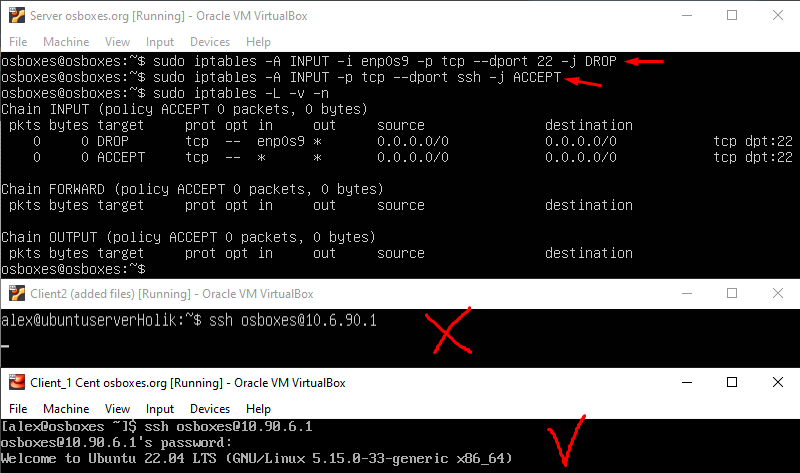 Server osboxes.org [Running] - Oracle VM VirtualBox
File Machine View Input Devices Help
osboxes@osboxes:~$ sudo iptables -A INPUT -i enp0s9 -p tcp --dport 22 -j DROP
osboxes@osboxes:~$ sudo iptables -A INPUT -p tcp --dport ssh -j ACCEPT
osboxes@osboxes:~$ sudo iptables -L -v -n
Chain INPUT (policy ACCEPT 0 packets, 0 bytes)
pkts bytes target prot opt in out source destination
0 0 DROP tcp -- enp0s9 * 0.0.0.0/0 0.0.0.0/0 tcp dpt:22
0 0 ACCEPT tcp -- * * 0.0.0.0/0 0.0.0.0/0 tcp dpt:22
Chain FORWARD (policy ACCEPT 0 packets, 0 bytes)
pkts bytes target prot opt in out source destination
Chain OUTPUT (policy ACCEPT 0 packets, 0 bytes)
pkts bytes target prot opt in out source destination
osboxes@osboxes:~$
Client2 (added files) [Running] - Oracle VM VirtualBox
alex@ubuntuserverHolik:~$ ssh osboxes@10.6.90.1
Client_1 Cent osboxes.org [Running] - Oracle VM VirtualBox
File Machine View Input Devices Help
[alex@osboxes ~]$ ssh osboxes@10.90.6.1
osboxes@10.90.6.1's password:
Welcome to Ubuntu 22.04 LTS (GNU/Linux 5.15.0-33-generic x86_64)